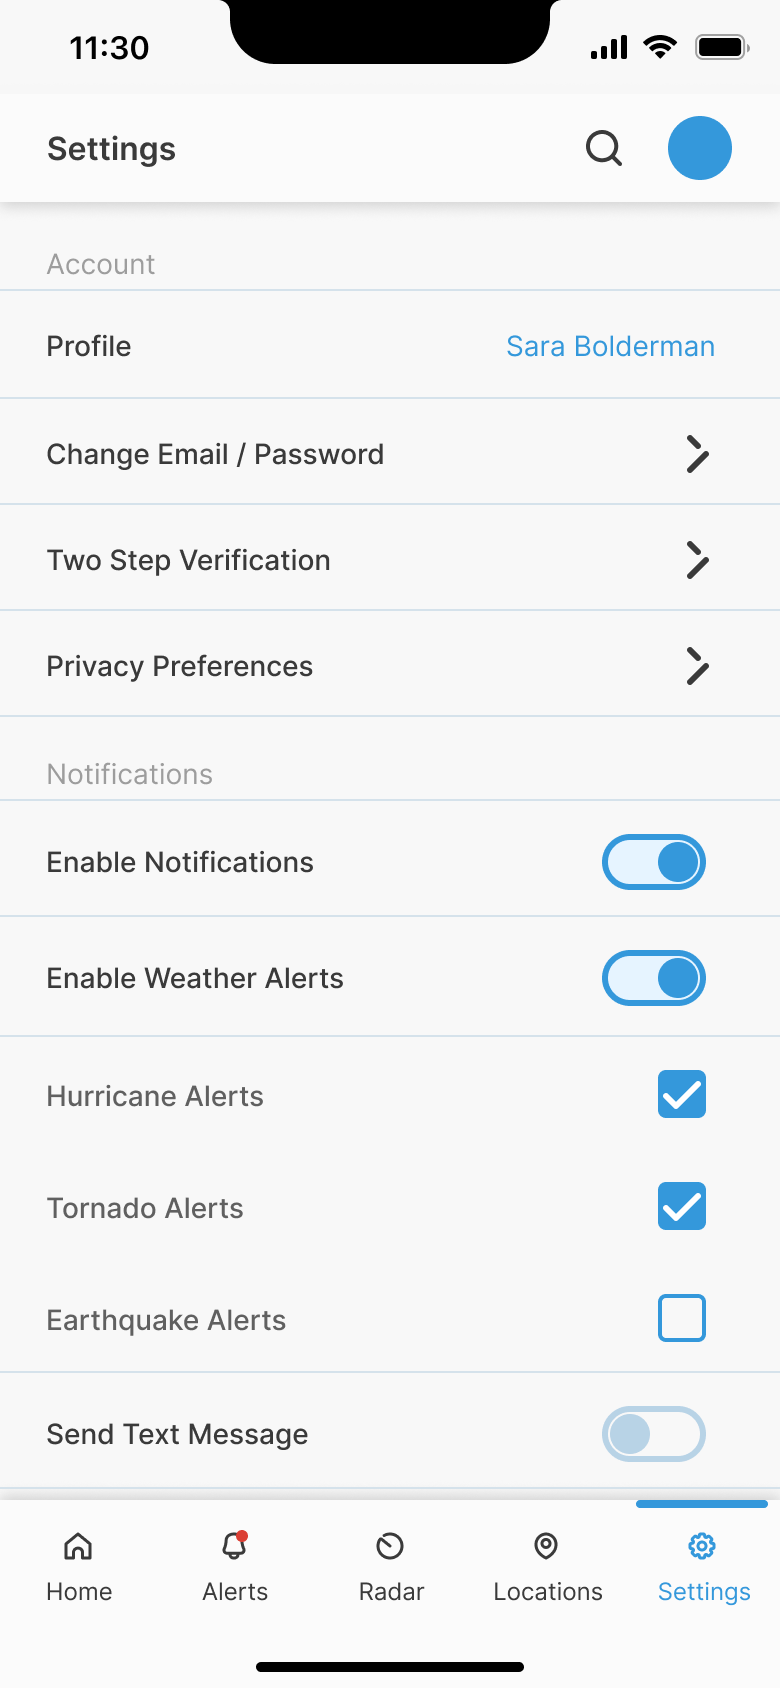 11:30
Settings
Account
Profile Sara Bolderman
Change Email / Password
Two Step Verification
Privacy Preferences
Notifications
Enable Notifications
Enable Weather Alerts
Hurricane Alerts
Tornado Alerts
Earthquake Alerts
Send Text Message
Home Alerts Radar Locations Settings